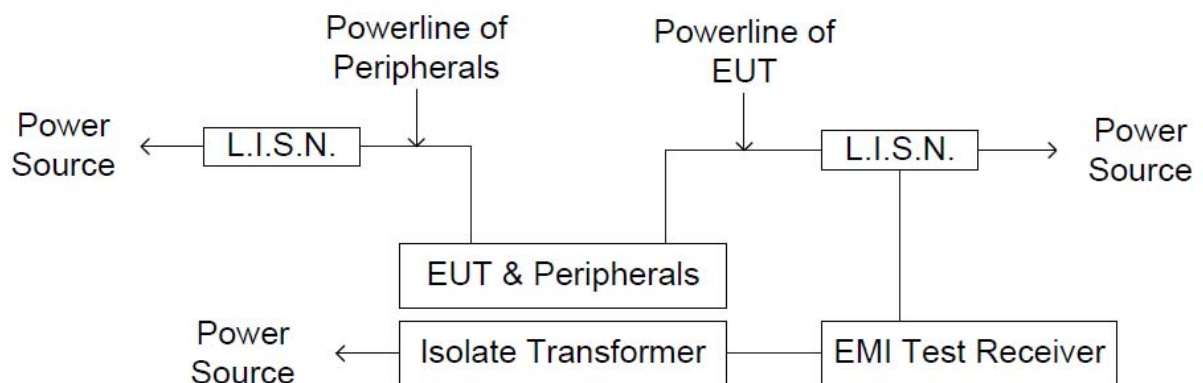 Powerline of
Peripherals
Powerline of
EUT
Power
Source
L.I.S.N.
L.I.S.N.
Power
Source
EUT & Peripherals
Power
Source
Isolate Transformer
EMI Test Receiver